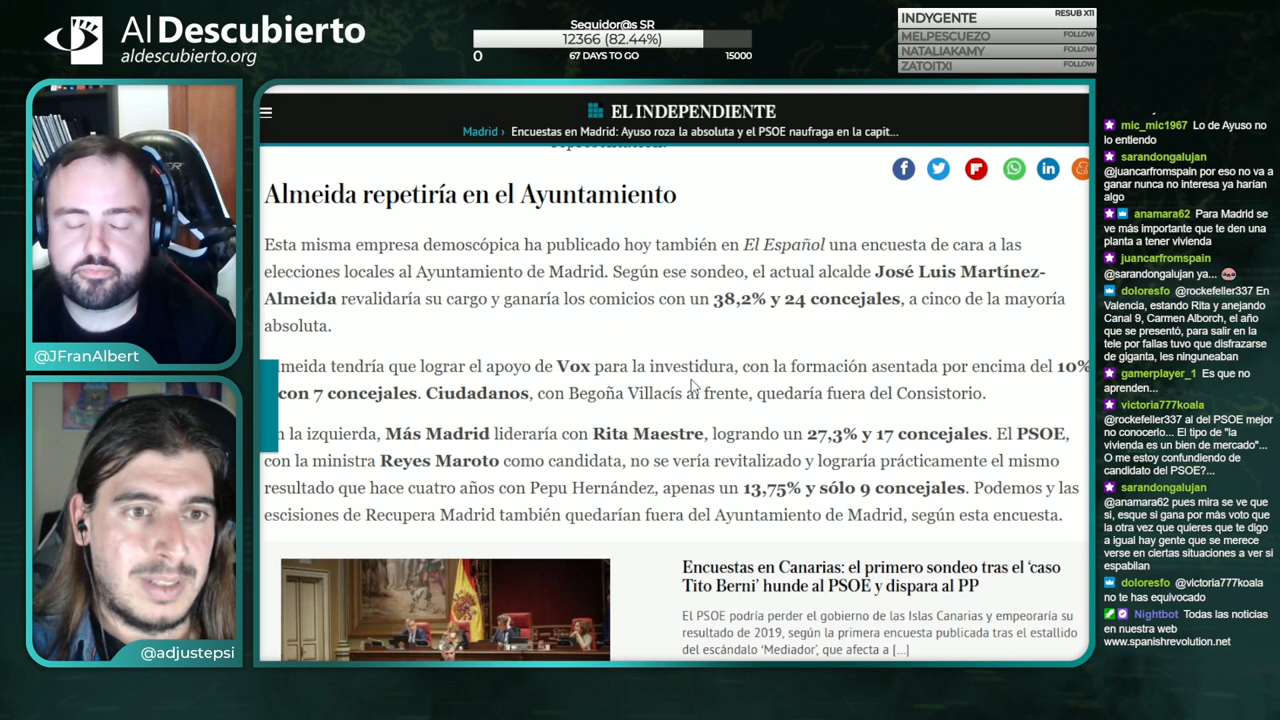 Al Descubierto
aldescubierto.org
Seguidor@s SR
12366 (82.44%)
0
67 DAYS TO GO
15000
INDYGENTE
RESUB X11
MELPESCUEZO
FOLLOW
NATALIAKAMY
FOLLOW
ZATOITXI
FOLLOW
@JFranAlbert
@adjustepsi
EL INDEPENDIENTE
Madrid › Encuestas en Madrid: Ayuso roza la absoluta y el PSOE naufraga en la capit...
Almeida repetiría en el Ayuntamiento
Esta misma empresa demoscópica ha publicado hoy también en El Español una encuesta de cara a las
elecciones locales al Ayuntamiento de Madrid. Según ese sondeo, el actual alcalde José Luis Martínez-
Almeida revalidaría su cargo y ganaría los comicios con un 38,2% y 24 concejales, a cinco de la mayoría
absoluta.
meida tendría que lograr el apoyo de Vox para la investidura, con la formación asentada por encima del 10%
con 7 concejales. Ciudadanos, con Begoña Villacís al frente, quedaría fuera del Consistorio.
la izquierda, Más Madrid lideraría con Rita Maestre, logrando un 27,3% y 17 concejales. El PSOE,
con la ministra Reyes Maroto como candidata, no se vería revitalizado y lograría prácticamente el mismo
resultado que hace cuatro años con Pepu Hernández, apenas un 13,75% y sólo 9 concejales. Podemos y las
escisiones de Recupera Madrid también quedarían fuera del Ayuntamiento de Madrid, según esta encuesta.
Encuestas en Canarias: el primer sondeo tras el ‘caso
Tito Berni’ hunde al PSOE y dispara al PP
El PSOE podría perder el gobierno de las Islas Canarias y empeoraría su
resultado de 2019, según la primera encuesta publicada tras el estallido
del escándalo ‘Mediador’, que afecta a [...]
mic_mic1967 Lo de Ayuso no
lo entiendo
sarandongalujan
@juancarfromspain por eso no va a
ganar nunca no interesa ya harían
algo
anamara62 Para Madrid se
ve más importante que te den una
planta a tener vivienda
juancarfromspain
@sarandongalujan ya...
doloresfo @rockefeller337 En
Valencia, estando Rita y anejando
Canal 9, Carmen Alborch, el año
que se presentó, para salir en la
tele por fallas tuvo que disfrazarse
de giganta, les ninguneaban
gamerplayer_1 Es que no
aprenden...
victoria777koala
@rockefeller337 al del PSOE mejor
no conocerlo... El tipo de "la
vivienda es un bien de mercado"...
O me estoy confundiendo de
candidato del PSOE?...
sarandongalujan
@anamara62 pues mira se ve que
si, esque si gana por más voto que
la otra vez que quieres que te digo
a igual hay gente que se merece
verse en ciertas situaciones a ver si
espabilan
doloresfo @victoria777koala
no te has equivocado
Nightbot Todas las noticias
en nuestra web
www.spanishrevolution.net